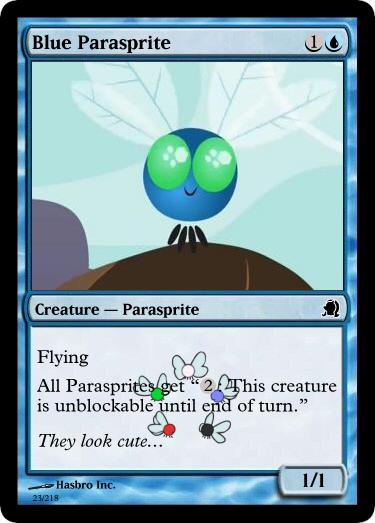 Blue Parasprite 1
Creature — Parasprite
Flying
All Parasprites get “2: This creature
is unblockable until end of turn.”
They look cute...
Hasbro Inc.
23/218
1/1